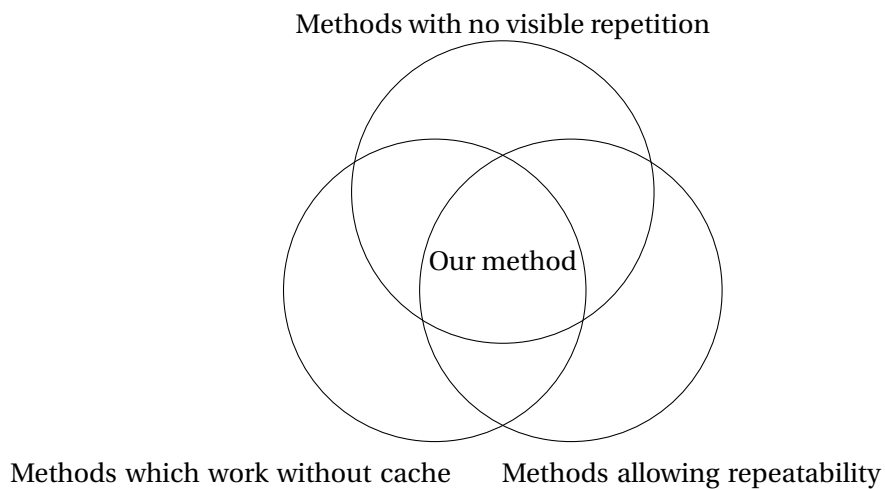 Methods with no visible repetition
Our method
Methods which work without cache
Methods allowing repeatability